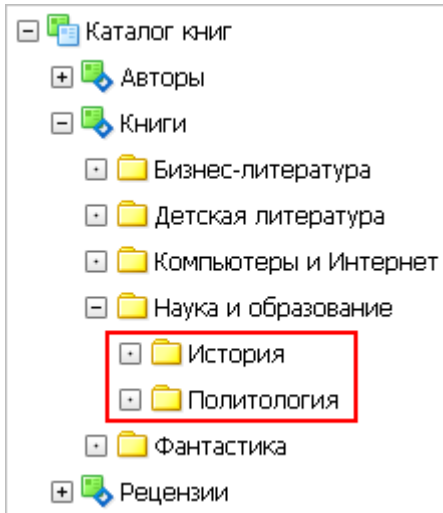 Каталог книг
Авторы
Книги
Бизнес-литература
Детская литература
Компьютеры и Интернет
Наука и образование
История
Политология
Фантастика
Рецензии